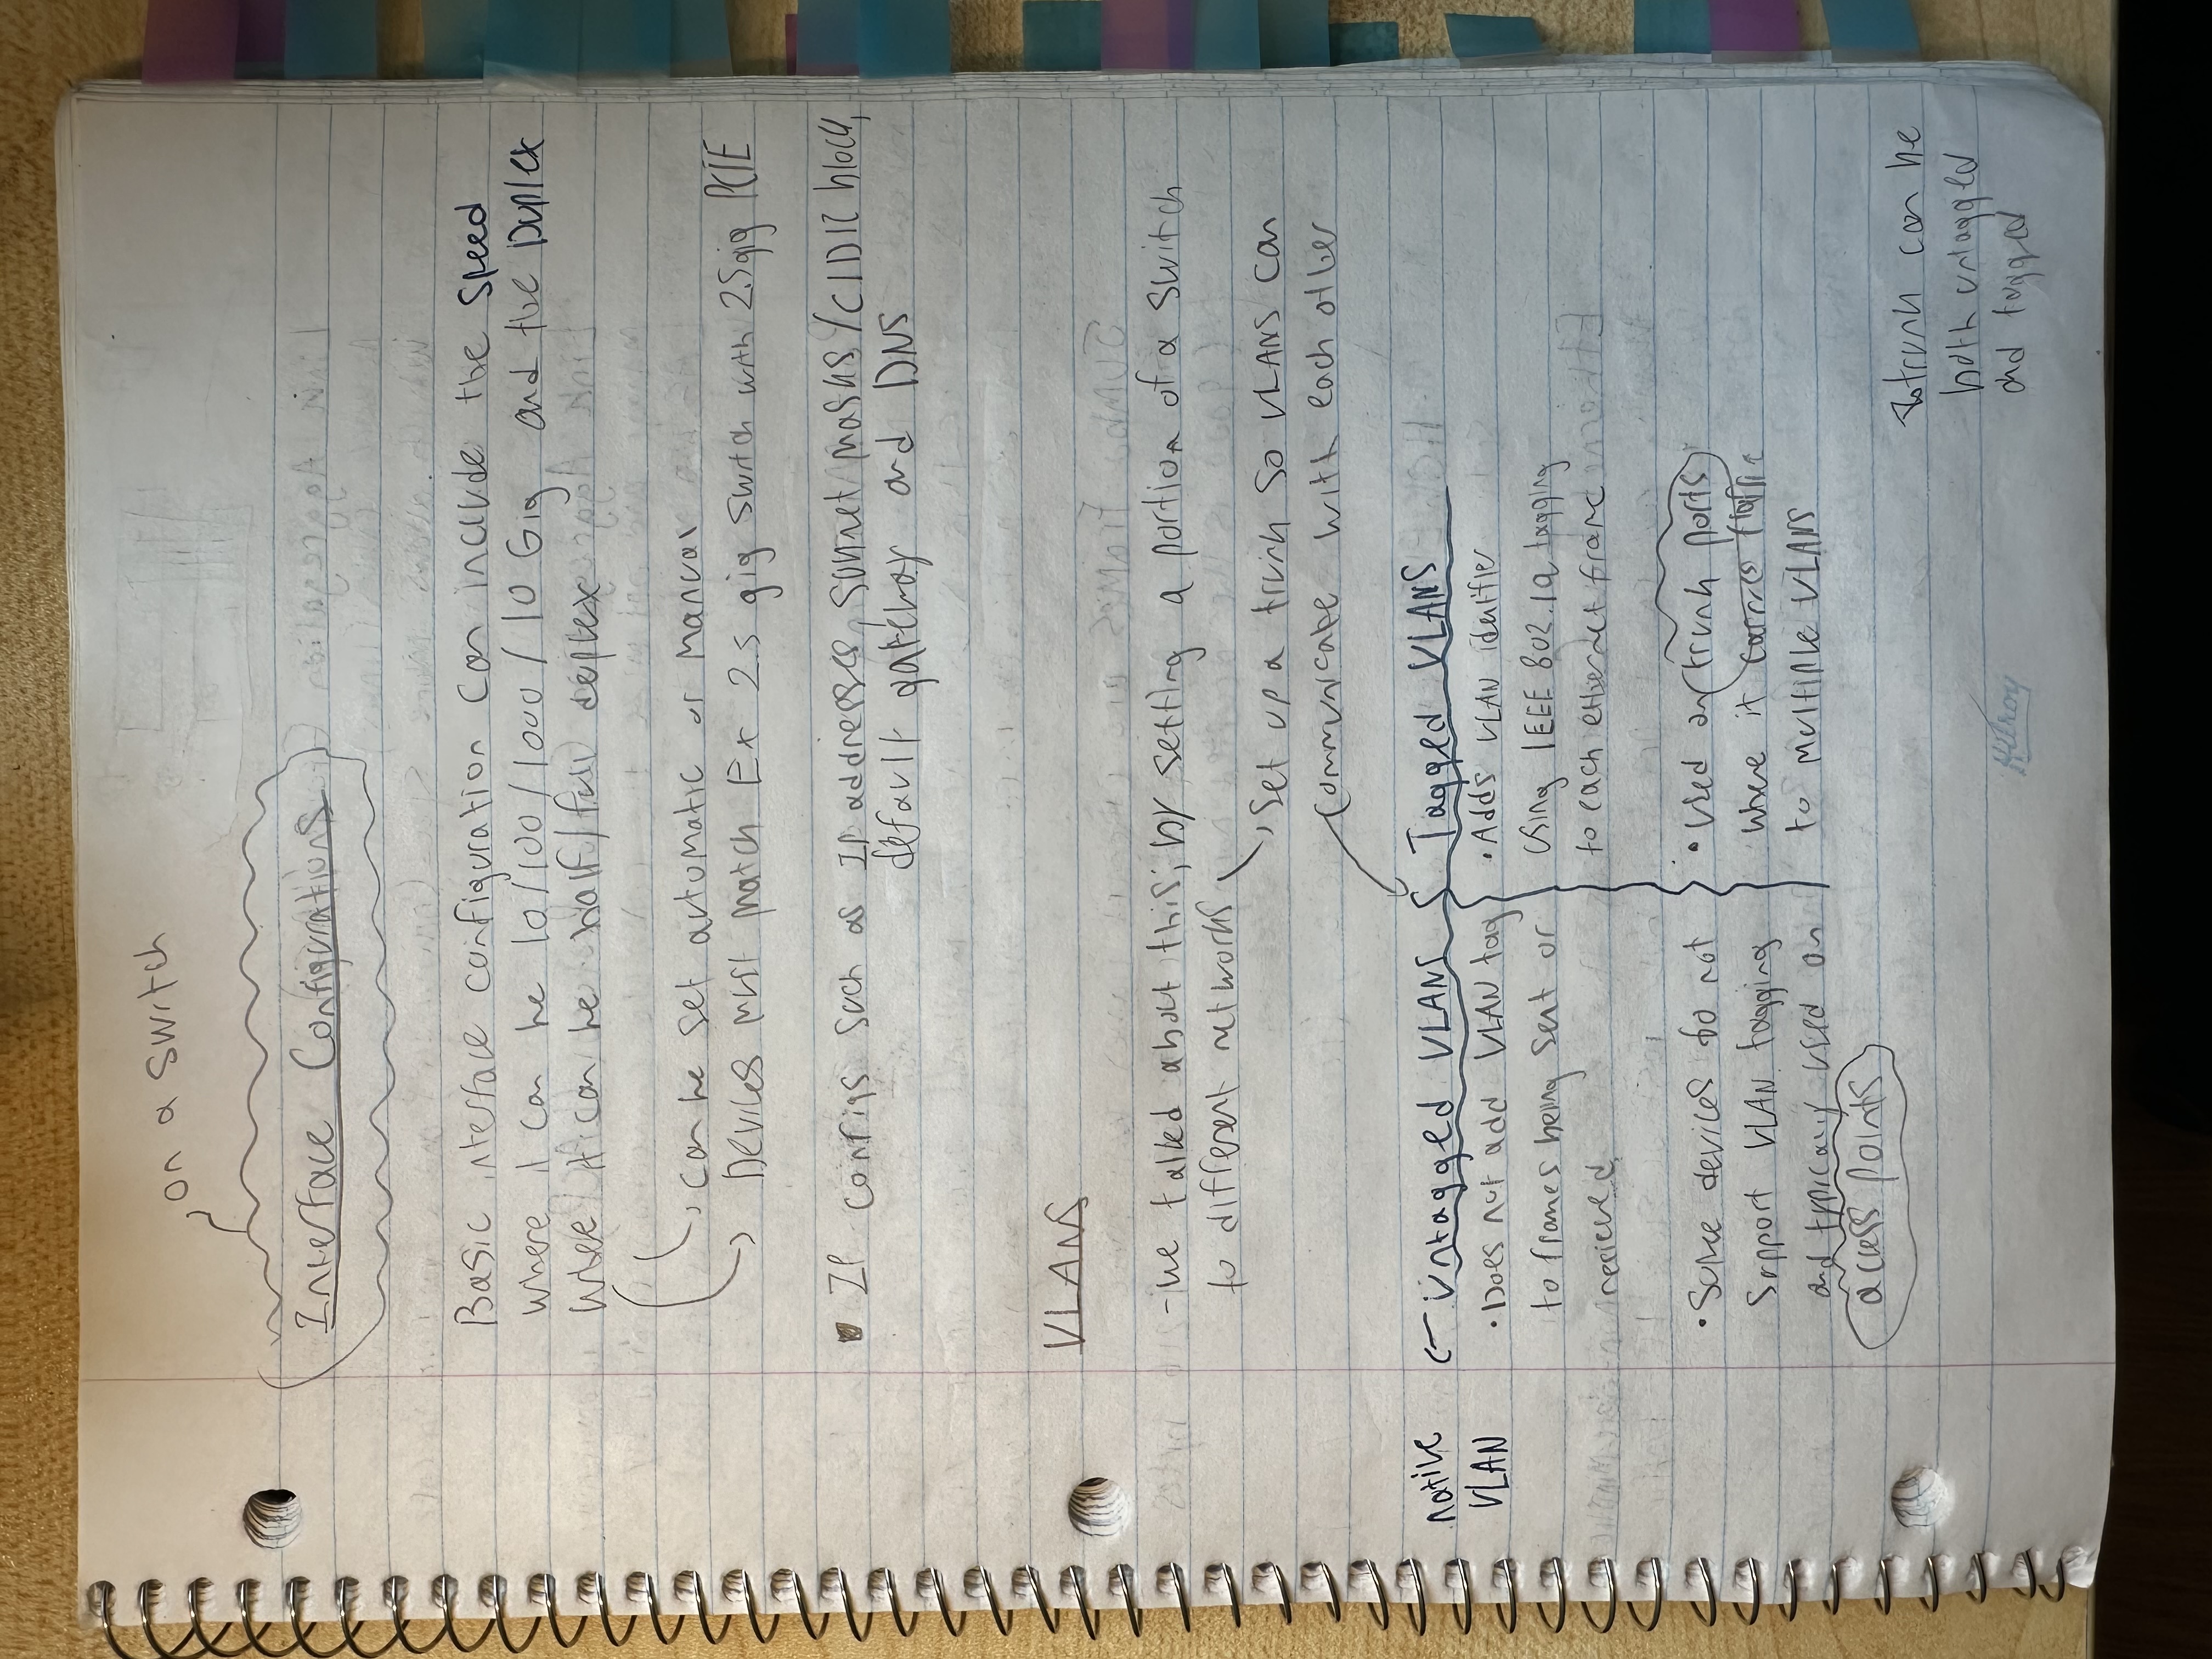 on a switch
Interface Configurations
Basic interface configuration can include the speed
where it can be 10/100/1000/10 Gig and the Duplex
where it can be half/full deplex
can be set automatic or manual
Devices must match Ex 2.5 gig switch with 2.5gig PCIE
IP configs such as IP addresses, subnet masks/CIDR block,
default gateway and DNS
VLANS
-we talked about this; by setting a portion of a switch
to different networks
Set up a trunk so VLANS can
communicate with each other
native
VLAN
untagged VLANS
· Does not add VLAN tag
to frames being sent or
recieved
· Some devices do not
support VLAN tagging
and typically used on
access points
Tagged VLANS
· Adds VLAN identifier
using IEEE 802.1q tagging
to each ethernet frame
· Used on trunk ports
where it carries traffic
to multiple VLANS
trunk can be
both untagged
and tagged
Hilroy